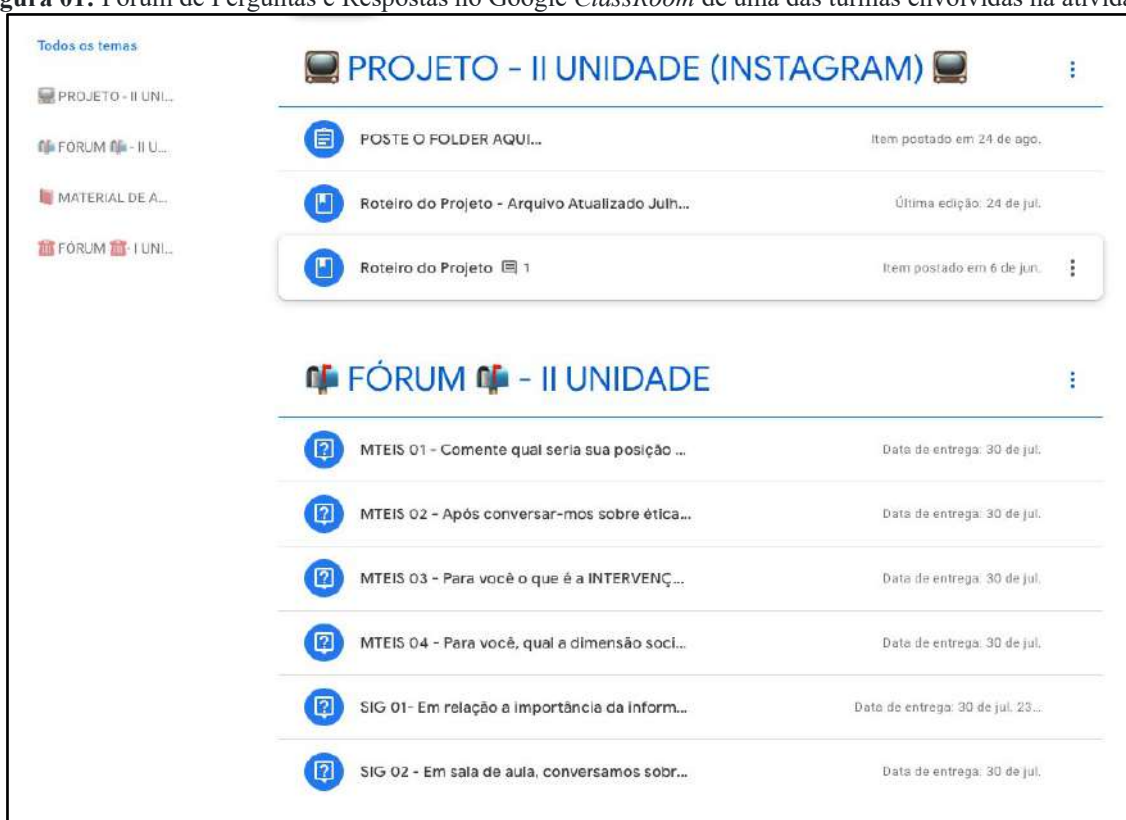 gura 01: Fórum de Perguntas e Respostas no Google ClassRoom de uma das turmas envolvidas na ativida
Todos os temas
PROJETO - II UNI...
FÓRUM - II U...
MATERIAL DE A...
FÓRUM - I UNI...
PROJETO - II UNIDADE (INSTAGRAM)
POSTE O FOLDER AQUI... Item postado em 24 de ago.
Roteiro do Projeto - Arquivo Atualizado Julh... Última edição: 24 de jul.
Roteiro do Projeto 1 Item postado em 6 de jun.
FÓRUM - II UNIDADE
MTEIS 01 - Comente qual seria sua posição ... Data de entrega: 30 de jul.
MTEIS 02 - Após conversar-mos sobre ética... Data de entrega: 30 de jul.
MTEIS 03 - Para você o que é a INTERVENÇ... Data de entrega: 30 de jul.
MTEIS 04 - Para você, qual a dimensão soci... Data de entrega: 30 de jul.
SIG 01- Em relação a importância da inform... Data de entrega: 30 de jul. 23...
SIG 02 - Em sala de aula, conversamos sobr... Data de entrega: 30 de jul.